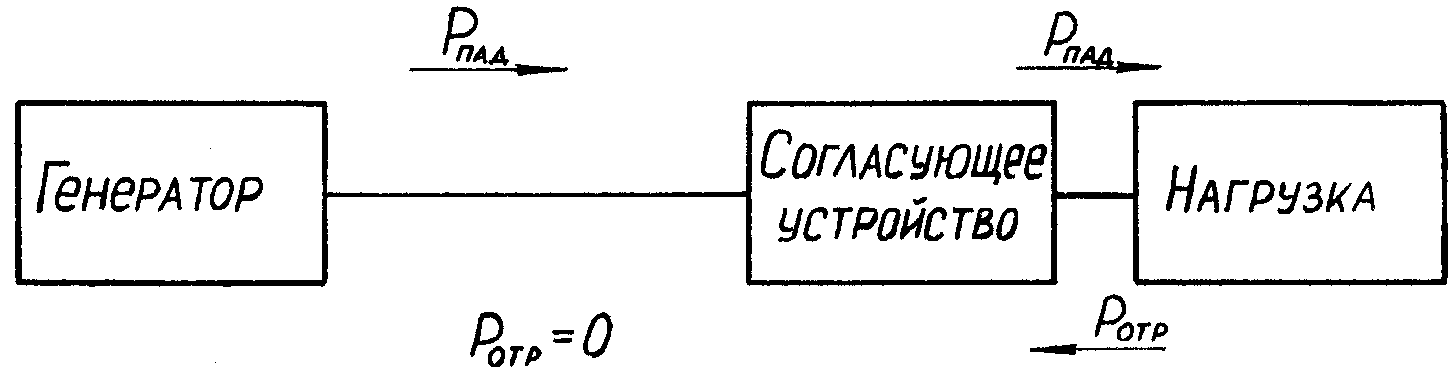 Pпад
Pпад
Генератор
Согласующее
устройство
Нагрузка
Pотр = 0
Pотр